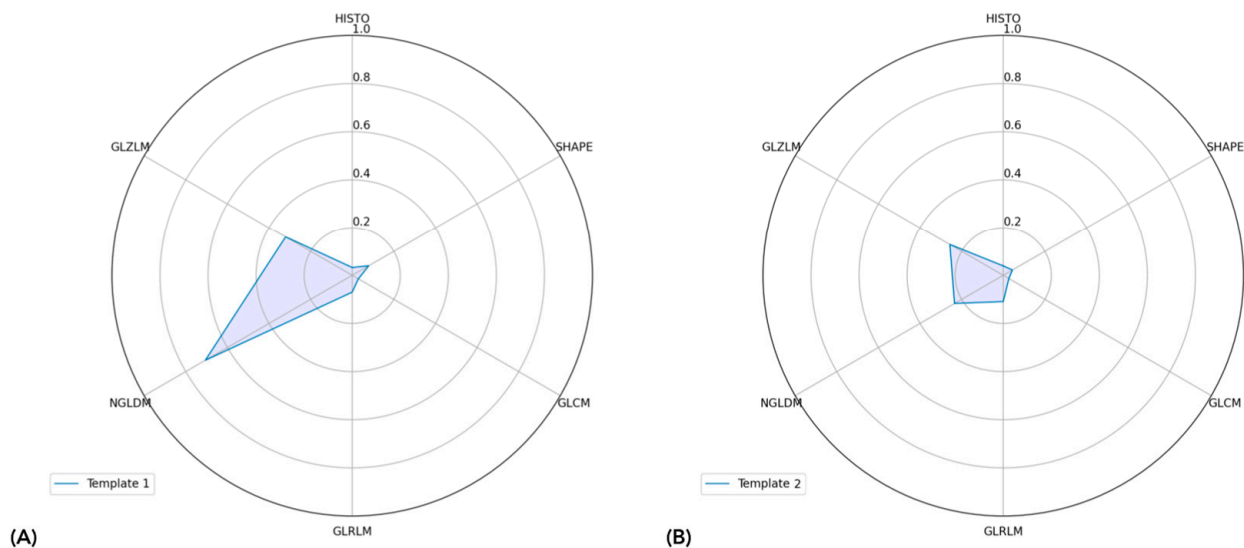 HISTO
1.0
0.8
0.6
0.4
0.2
GLZLM
SHAPE
NGLDM
GLCM
GLRLM
Template 1
(A)
HISTO
1.0
0.8
0.6
0.4
0.2
GLZLM
SHAPE
NGLDM
GLCM
GLRLM
Template 2
(B)